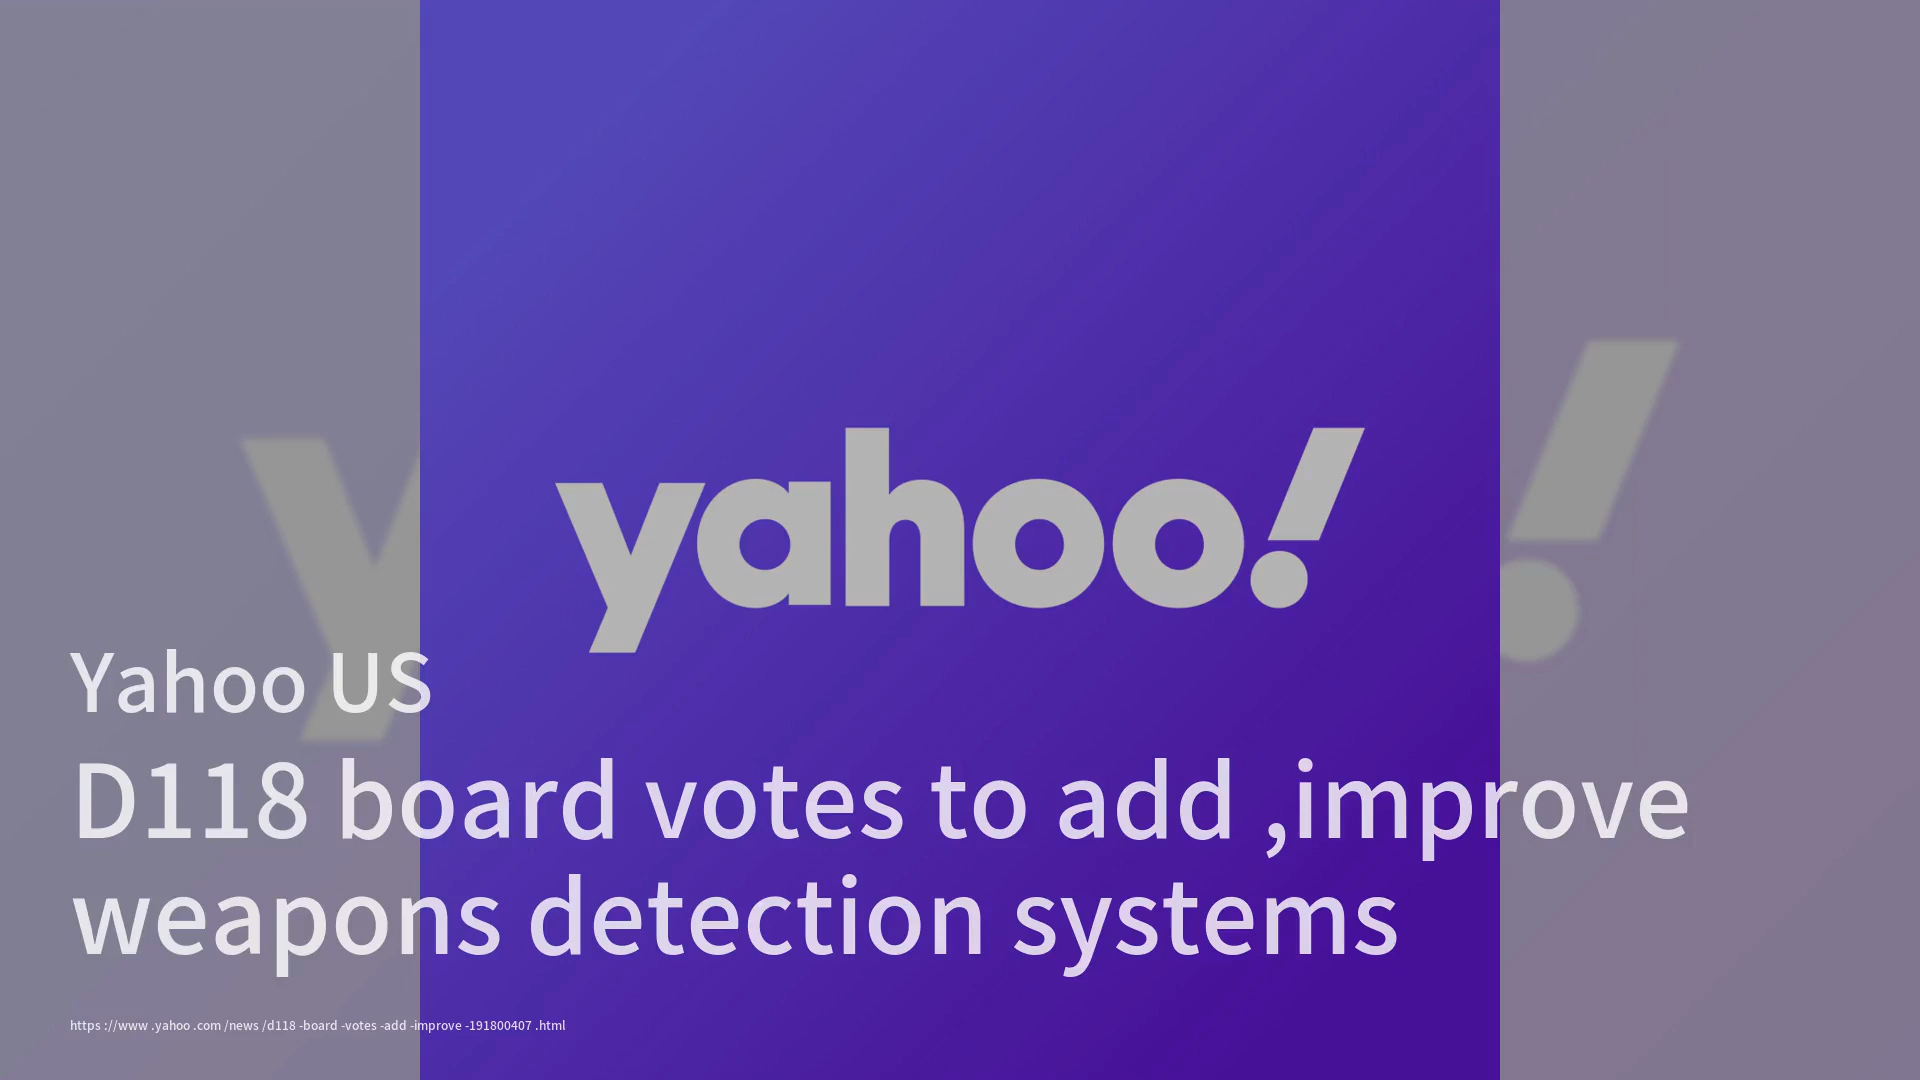 yahoo!
Yahoo US
D118 board votes to add ,improve
weapons detection systems
https ://www .yahoo .com /news /d118 -board -votes -add -improve -191800407 .html